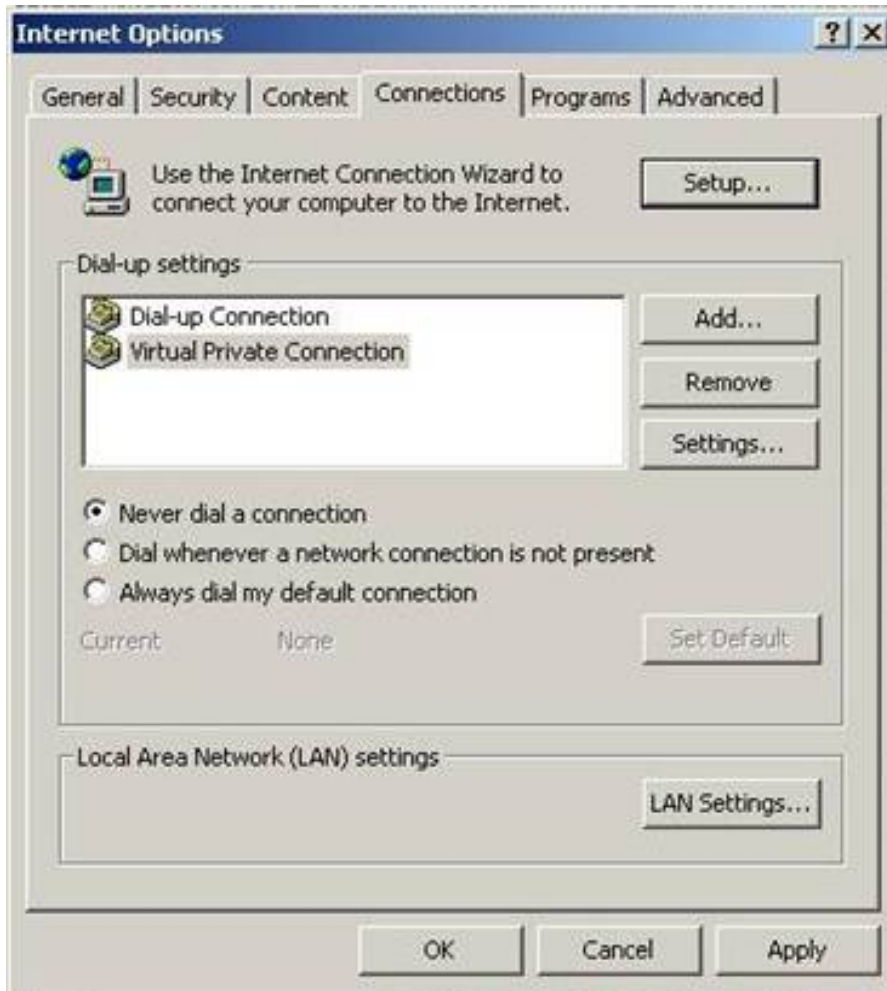 Internet Options
General Security Content Connections Programs Advanced
Use the Internet Connection Wizard to
connect your computer to the Internet.
Setup...
Dial-up settings
Dial-up Connection
Virtual Private Connection
Add...
Remove
Settings...
Never dial a connection
Dial whenever a network connection is not present
Always dial my default connection
Current None
Set Default
Local Area Network (LAN) settings
LAN Settings...
OK Cancel Apply